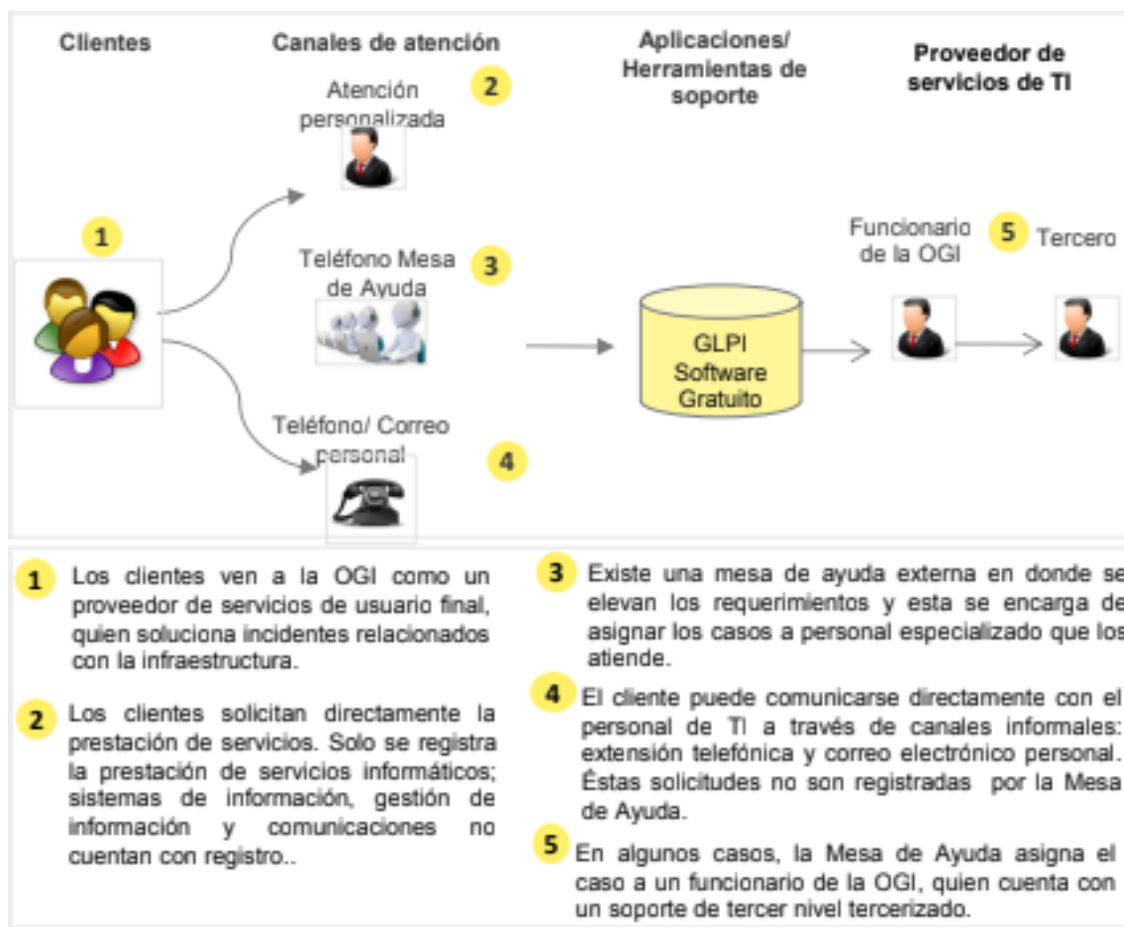 Clientes
Canales de atención
Aplicaciones/
Herramientas de
soporte
Proveedor de
servicios de TI
Atención
personalizada
2
1
Teléfono Mesa
de Ayuda
3
Funcionario
de la OGI
5
Tercero
GLPI
Software
Gratuito
Teléfono/ Correo
personal
4
1 Los clientes ven a la OGI como un
proveedor de servicios de usuario final,
quien soluciona incidentes relacionados
con la infraestructura.
2 Los clientes solicitan directamente la
prestación de servicios. Solo se registra
la prestación de servicios informáticos;
sistemas de información, gestión de
información y comunicaciones no
cuentan con registro..
3 Existe una mesa de ayuda externa en donde se
elevan los requerimientos y esta se encarga de
asignar los casos a personal especializado que los
atiende.
4 El cliente puede comunicarse directamente con el
personal de TI a través de canales informales:
extensión telefónica y correo electrónico personal.
Éstas solicitudes no son registradas por la Mesa
de Ayuda.
5 En algunos casos, la Mesa de Ayuda asigna el
caso a un funcionario de la OGI, quien cuenta con
un soporte de tercer nivel tercerizado.